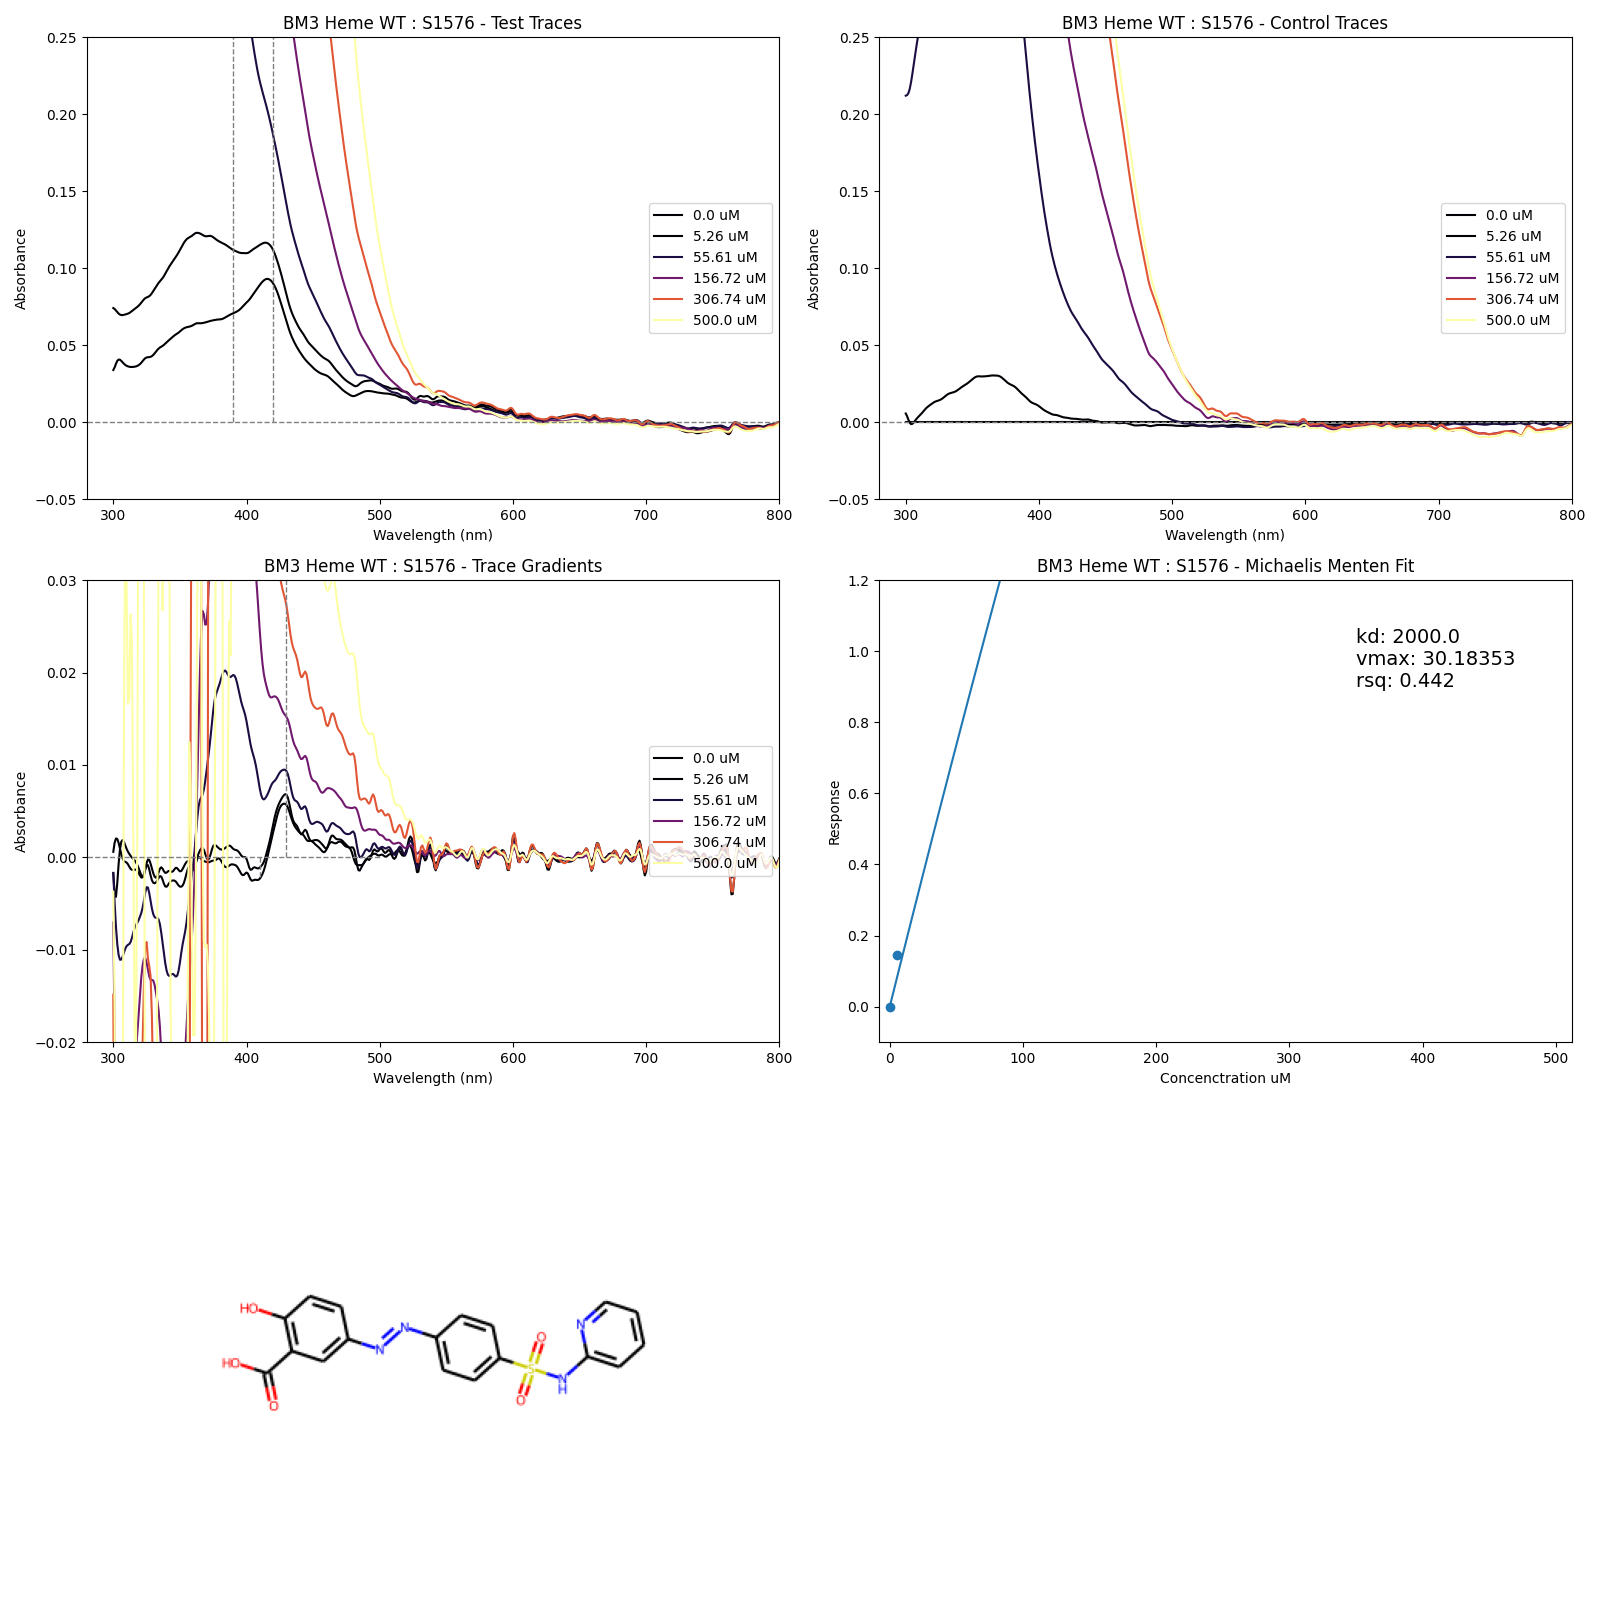 BM3 Heme WT : S1576 - Test Traces
0.25
0.20
0.15
0.10
0.05
0.00
−0.05
Absorbance
300 400 500 600 700 800
Wavelength (nm)
0.0 uM
5.26 uM
55.61 uM
156.72 uM
306.74 uM
500.0 uM
BM3 Heme WT : S1576 - Control Traces
0.25
0.20
0.15
0.10
0.05
0.00
−0.05
Absorbance
300 400 500 600 700 800
Wavelength (nm)
0.0 uM
5.26 uM
55.61 uM
156.72 uM
306.74 uM
500.0 uM
BM3 Heme WT : S1576 - Trace Gradients
0.03
0.02
0.01
0.00
−0.01
−0.02
Absorbance
300 400 500 600 700 800
Wavelength (nm)
0.0 uM
5.26 uM
55.61 uM
156.72 uM
306.74 uM
500.0 uM
BM3 Heme WT : S1576 - Michaelis Menten Fit
1.2
1.0
0.8
0.6
0.4
0.2
0.0
Response
0 100 200 300 400 500
Concenctration uM
kd: 2000.0
vmax: 30.18353
rsq: 0.442
HO
HO
O
N
N
O
S
O
N
H
N